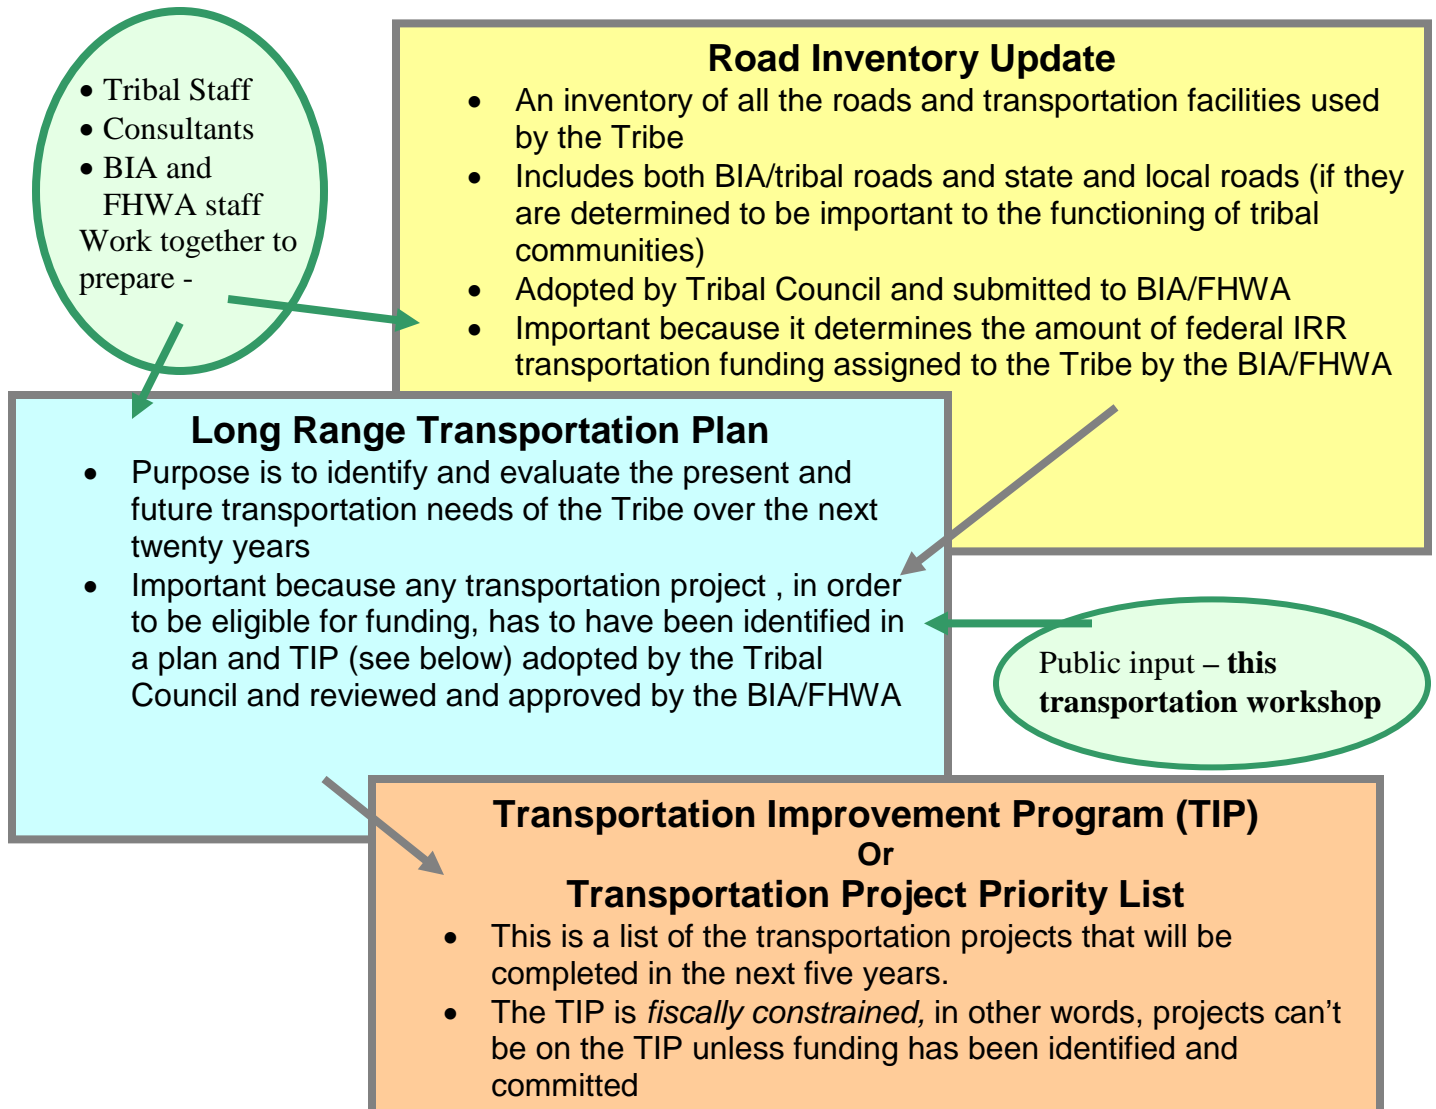 • Tribal Staff
• Consultants
• BIA and
FHWA staff
Work together to
prepare -
Road Inventory Update
• An inventory of all the roads and transportation facilities used
by the Tribe
• Includes both BIA/tribal roads and state and local roads (if they
are determined to be important to the functioning of tribal
communities)
• Adopted by Tribal Council and submitted to BIA/FHWA
• Important because it determines the amount of federal IRR
transportation funding assigned to the Tribe by the BIA/FHWA
Long Range Transportation Plan
• Purpose is to identify and evaluate the present and
future transportation needs of the Tribe over the next
twenty years
• Important because any transportation project , in order
to be eligible for funding, has to have been identified in
a plan and TIP (see below) adopted by the Tribal
Council and reviewed and approved by the BIA/FHWA
Public input – this
transportation workshop
Transportation Improvement Program (TIP)
Or
Transportation Project Priority List
• This is a list of the transportation projects that will be
completed in the next five years.
• The TIP is fiscally constrained, in other words, projects can’t
be on the TIP unless funding has been identified and
committed